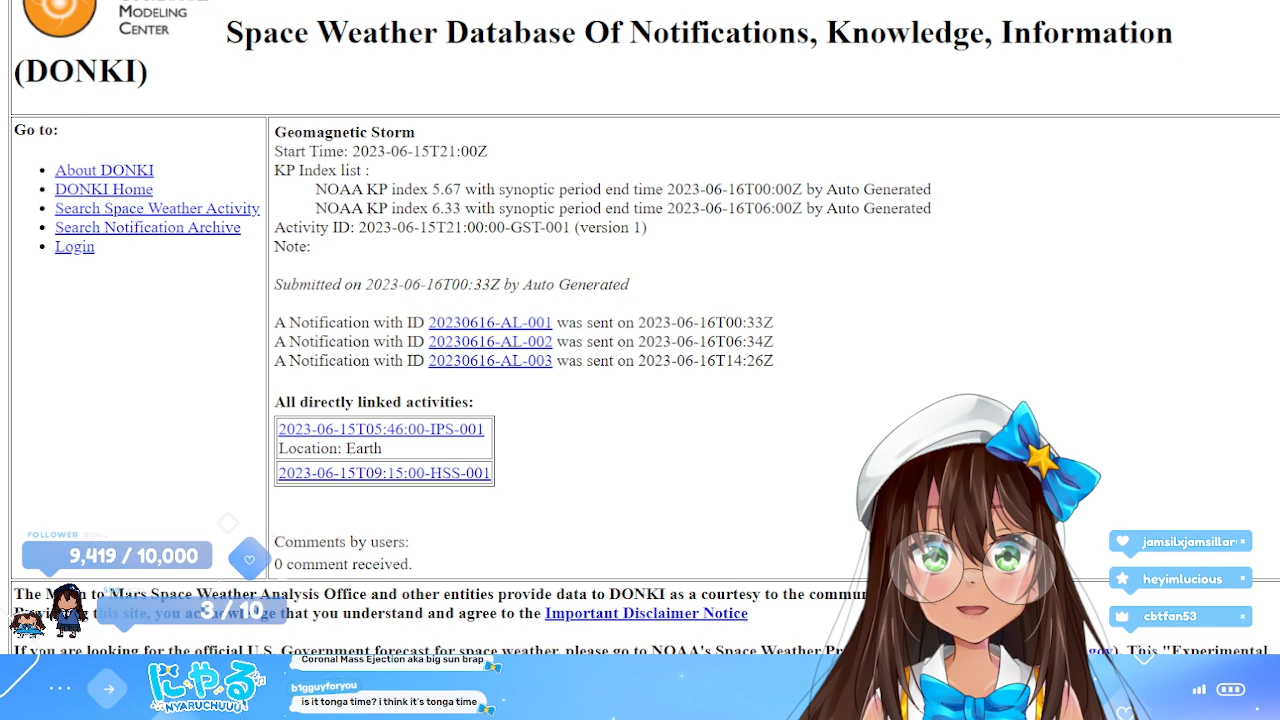 MODELING
CENTER
Space Weather Database Of Notifications, Knowledge, Information
(DONKI)
Go to:
About DONKI
DONKI Home
Search Space Weather Activity
Search Notification Archive
Login
Geomagnetic Storm
Start Time: 2023-06-15T21:00Z
KP Index list :
NOAA KP index 5.67 with synoptic period end time 2023-06-16T00:00Z by Auto Generated
NOAA KP index 6.33 with synoptic period end time 2023-06-16T06:00Z by Auto Generated
Activity ID: 2023-06-15T21:00:00-GST-001 (version 1)
Note:
Submitted on 2023-06-16T00:33Z by Auto Generated
A Notification with ID 20230616-AL-001 was sent on 2023-06-16T00:33Z
A Notification with ID 20230616-AL-002 was sent on 2023-06-16T06:34Z
A Notification with ID 20230616-AL-003 was sent on 2023-06-16T14:26Z
All directly linked activities:
2023-06-15T05:46:00-IPS-001
Location: Earth
2023-06-15T09:15:00-HSS-001
Comments by users:
0 comment received.
FOLLOWER
9,419 / 10,000
3 / 10
The to Mars Space Weather Analysis Office and other entities provide data to DONKI as a courtesy to the
this site, you that you understand and agree to the Important Disclaimer Notice
If you are looking for the official U.S. Government forecast for space weather, please go to NOAA's Space This "Experimental
jamsilxjamsillar
heyimlucious
cbtfan53
にゃる
NYARUCHUUU
Coronal Mass Ejection aka big sun brap
b1gguyforyou
is it tonga time? i think it's tonga time